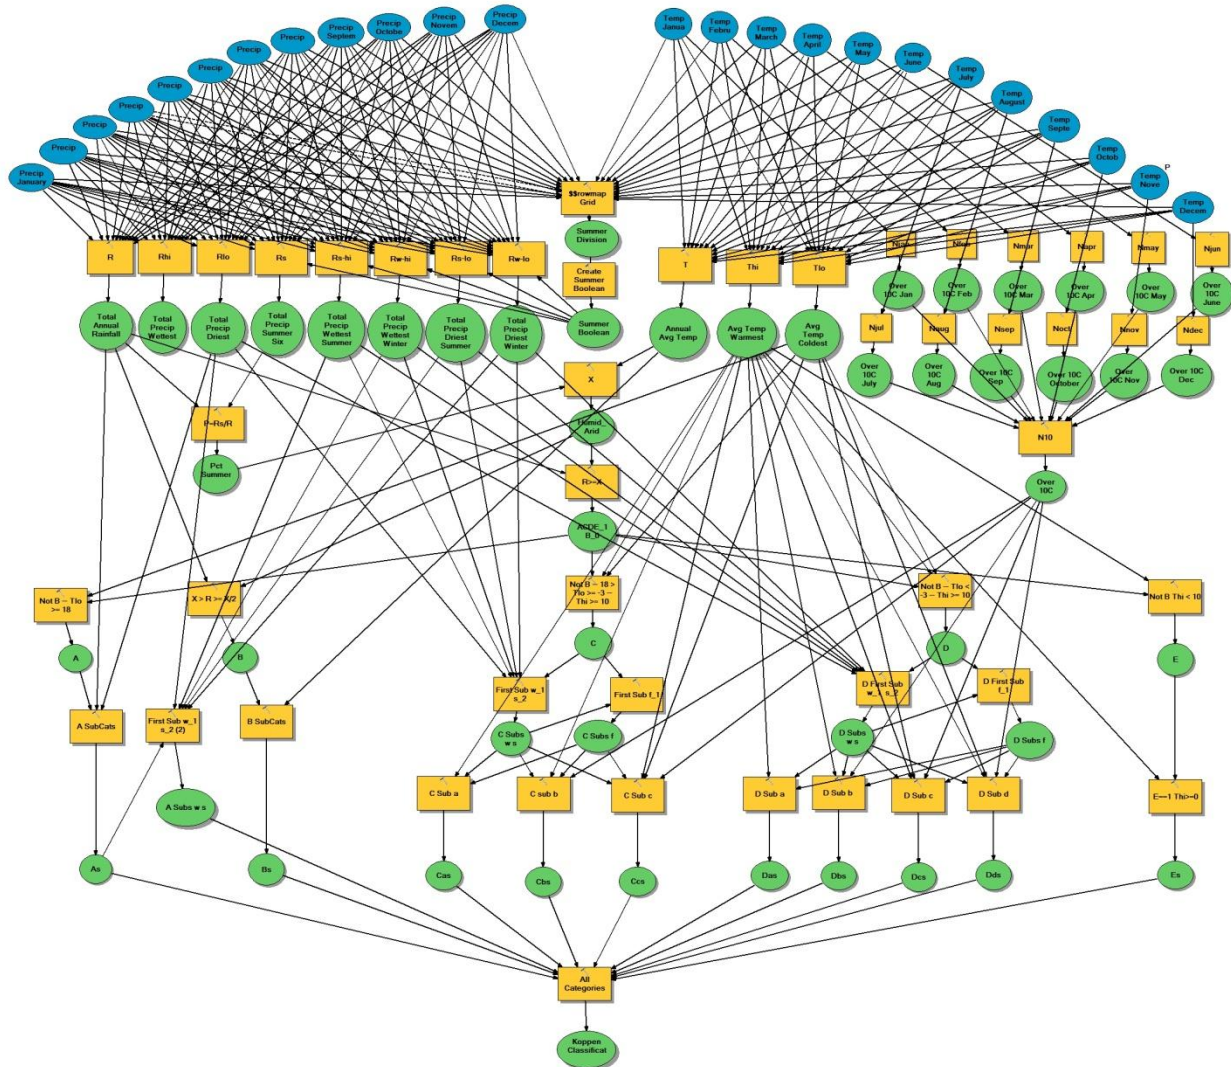 Precip
Decem
Precip
Novem
Precip
Octobe
Precip
Septem
Precip
Precip
Precip
Precip
Precip
Precip
Precip
Precip
January
Temp
Janua
Temp
Febru
Temp
March
Temp
April
Temp
May
Temp
June
Temp
July
Temp
August
Temp
Septe
Temp
Octob
P
Temp
Nove
Temp
Decem
$$rowmap
Grid
Summer
Division
Create
Summer
Boolean
Summer
Boolean
R
Rhi
Rlo
Rs
Rs-hi
Rw-hi
Rs-lo
Rw-lo
T
Thi
Tlo
Njan
Nfeb
Nmar
Napr
Nmay
Njun
Over
10C Jan
Over
10C Feb
Over
10C Mar
Over
10C Apr
Over
10C May
Over
10C
June
Total
Annual
Rainfall
Total
Precip
Wettest
Total
Precip
Driest
Total
Precip
Summer
Six
Total
Precip
Wettest
Summer
Total
Precip
Wettest
Winter
Total
Precip
Driest
Summer
Total
Precip
Driest
Winter
Annual
Avg Temp
Avg Temp
Warmest
Avg
Temp
Coldest
Njul
Naug
Nsep
Noct
Nnov
Ndec
Over 10C
July
Over
10C
Aug
Over 10C
Sep
Over 10C
October
Over
10C Nov
Over 10C
Dec
X
Humid_
Arid
P=Rs/R
Pct
Summer
R>=X
ACDE_1
B_0
N10
Over
10C
Not B -- Tlo
>= 18
X > R >= X/2
Not B -- 18 >
Tlo >= -3 --
Thi >= 10
Not B -- Tlo <
-3 -- Thi >= 10
Not B Thi < 10
A
B
C
D
E
A SubCats
First Sub w_1
s_2 (2)
B SubCats
First Sub w_1
s_2
First Sub f_1
D First Sub
w_1 s_2
D First Sub
f_1
C Subs
w s
C Subs f
D Subs
w s
D Subs f
A Subs w s
C Sub a
C sub b
C Sub c
D Sub a
D Sub b
D Sub c
D Sub d
E==1 Thi>=0
As
Bs
Cas
Cbs
Ccs
Das
Dbs
Dcs
Dds
Es
All
Categories
Koppen
Classificat